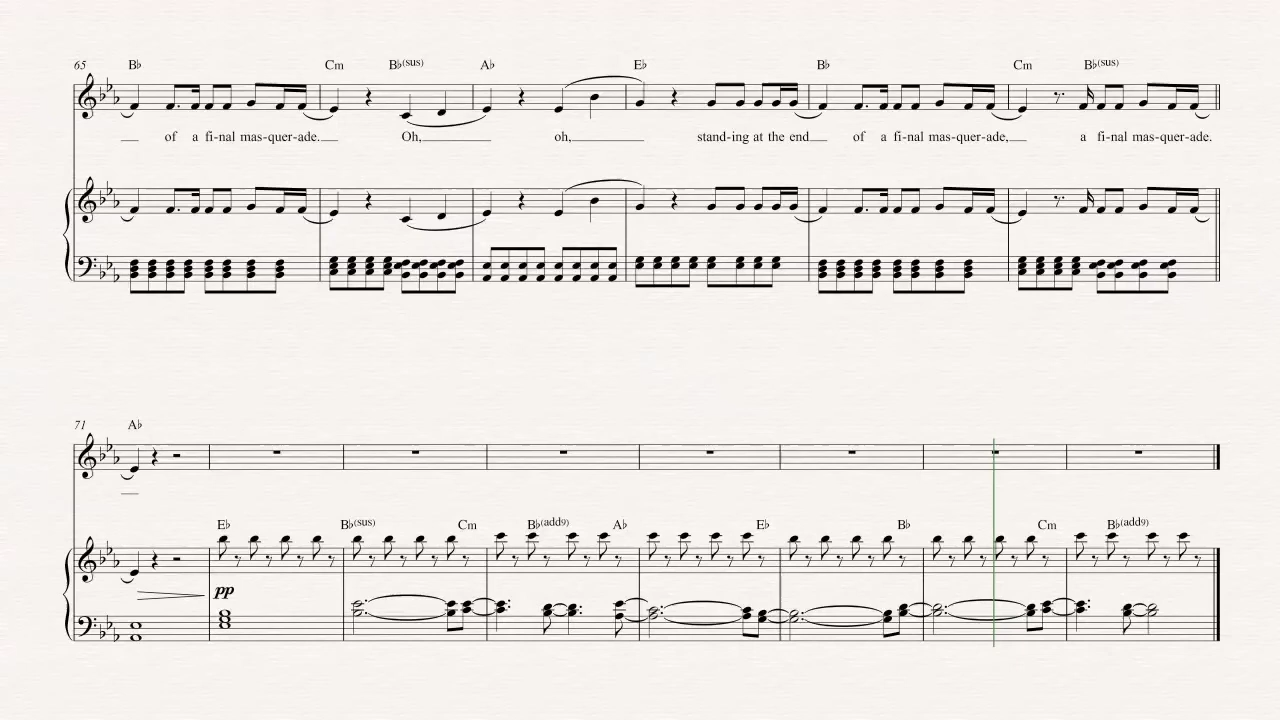 65 B♭ Cm B♭(sus) A♭ E♭ B♭ Cm B♭(sus)
of a fi-nal mas-quer-ade. Oh, oh, stand-ing at the end of a fi-nal mas-quer-ade, a fi-nal mas-quer-ade.
71 A♭
E♭ B♭(sus) Cm B♭(add9) A♭ E♭ B♭ Cm B♭(add9)
pp